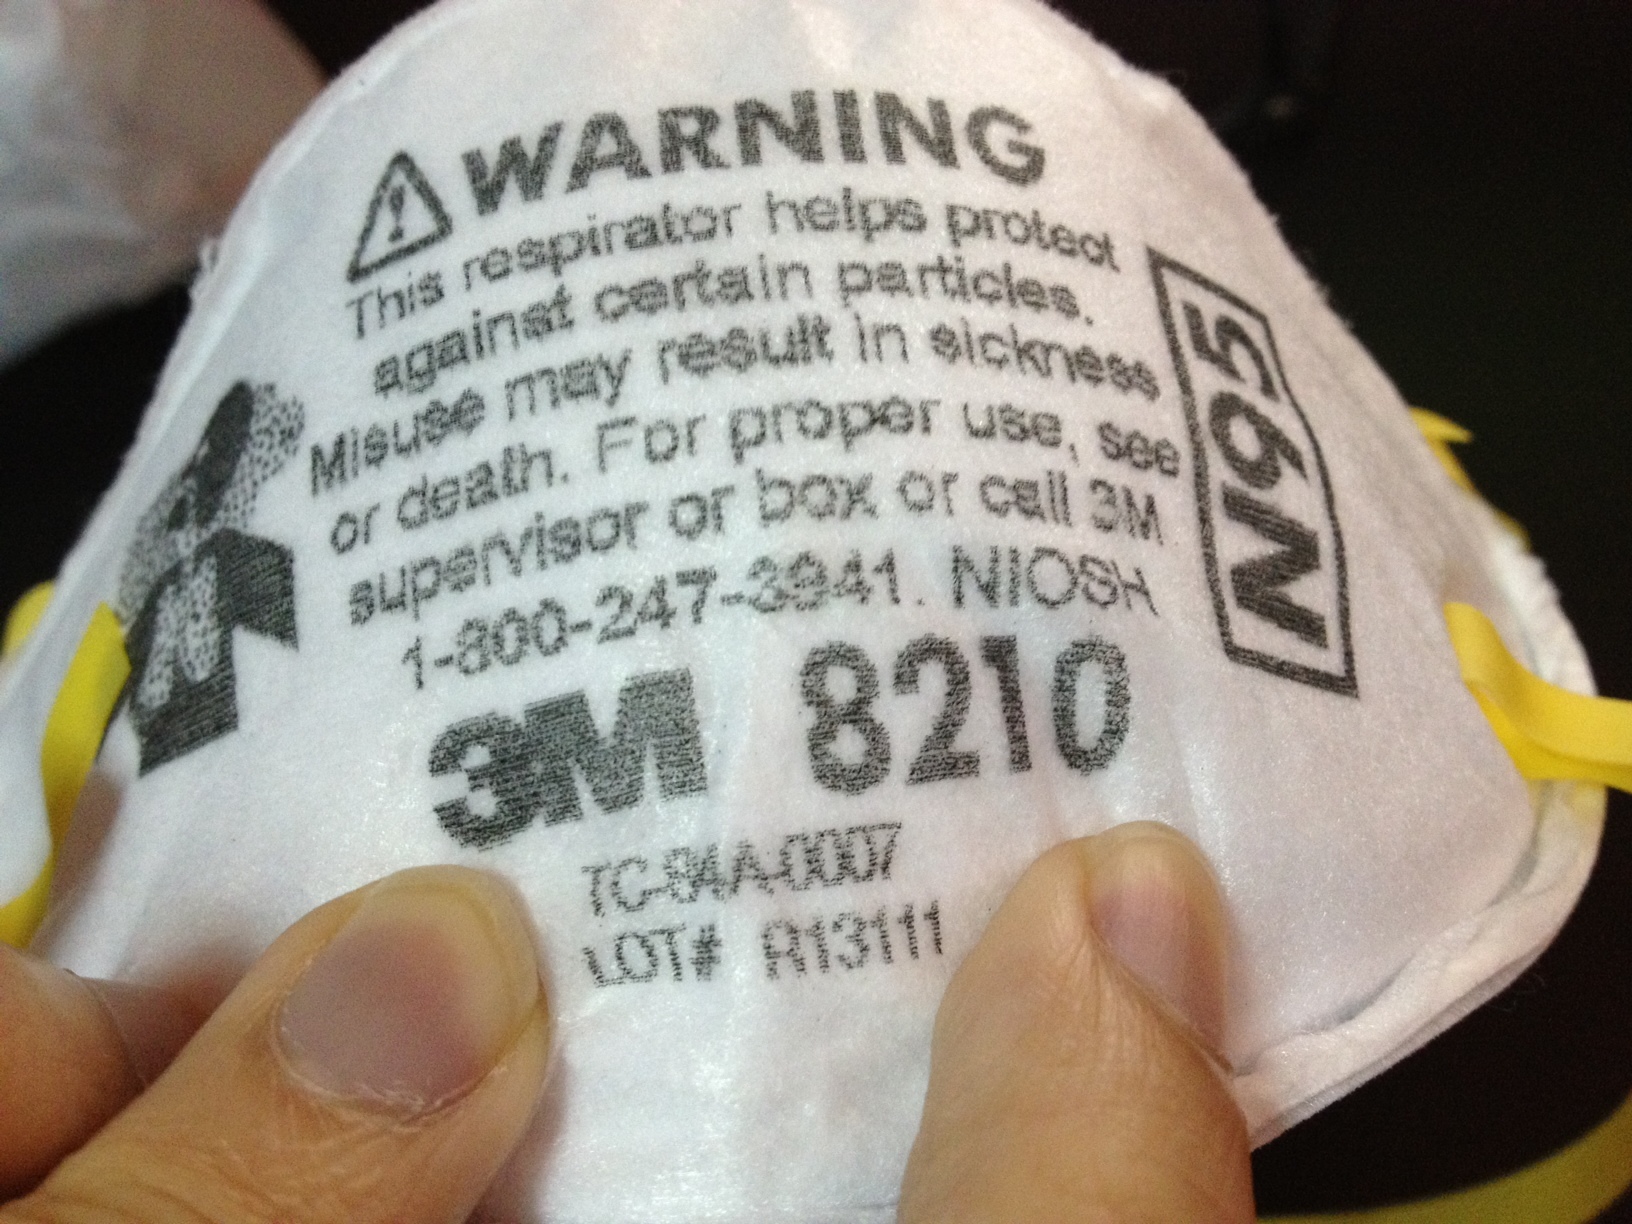 WARNING
This respirator helps protect
against certain particles.
Misuse may result in sickness
or death. For proper use, see
supervisor or box or call 3M
1-800-247-3941. NIOSH
3M 8210
TC-84A-0007
LOT# R13111
N95